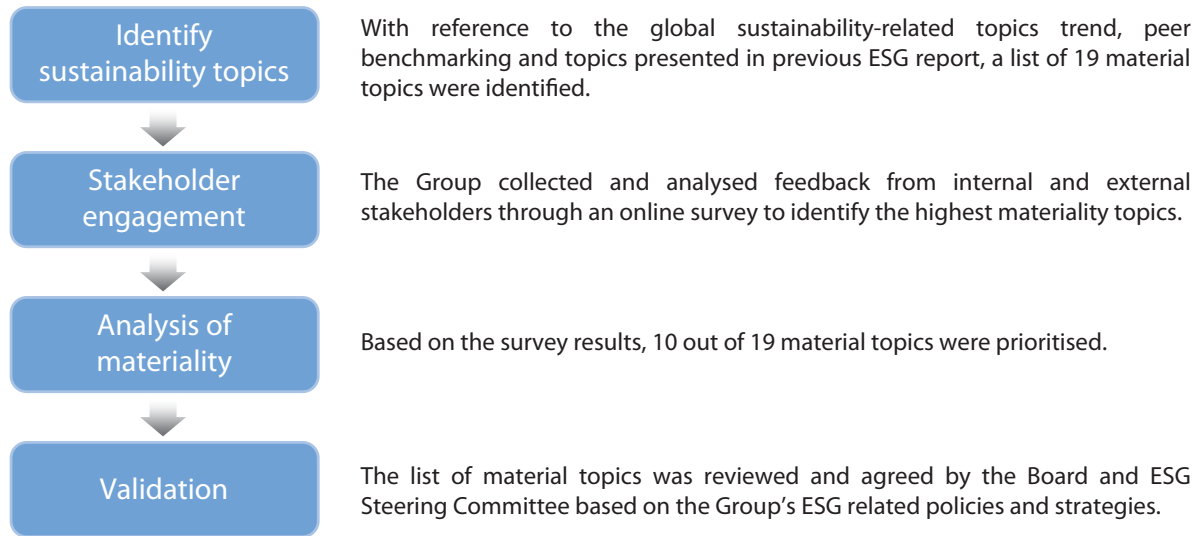 Identify
sustainability topics
With reference to the global sustainability-related topics trend, peer
benchmarking and topics presented in previous ESG report, a list of 19 material
topics were identified.
Stakeholder
engagement
The Group collected and analysed feedback from internal and external
stakeholders through an online survey to identify the highest materiality topics.
Analysis of
materiality
Based on the survey results, 10 out of 19 material topics were prioritised.
Validation
The list of material topics was reviewed and agreed by the Board and ESG
Steering Committee based on the Group’s ESG related policies and strategies.